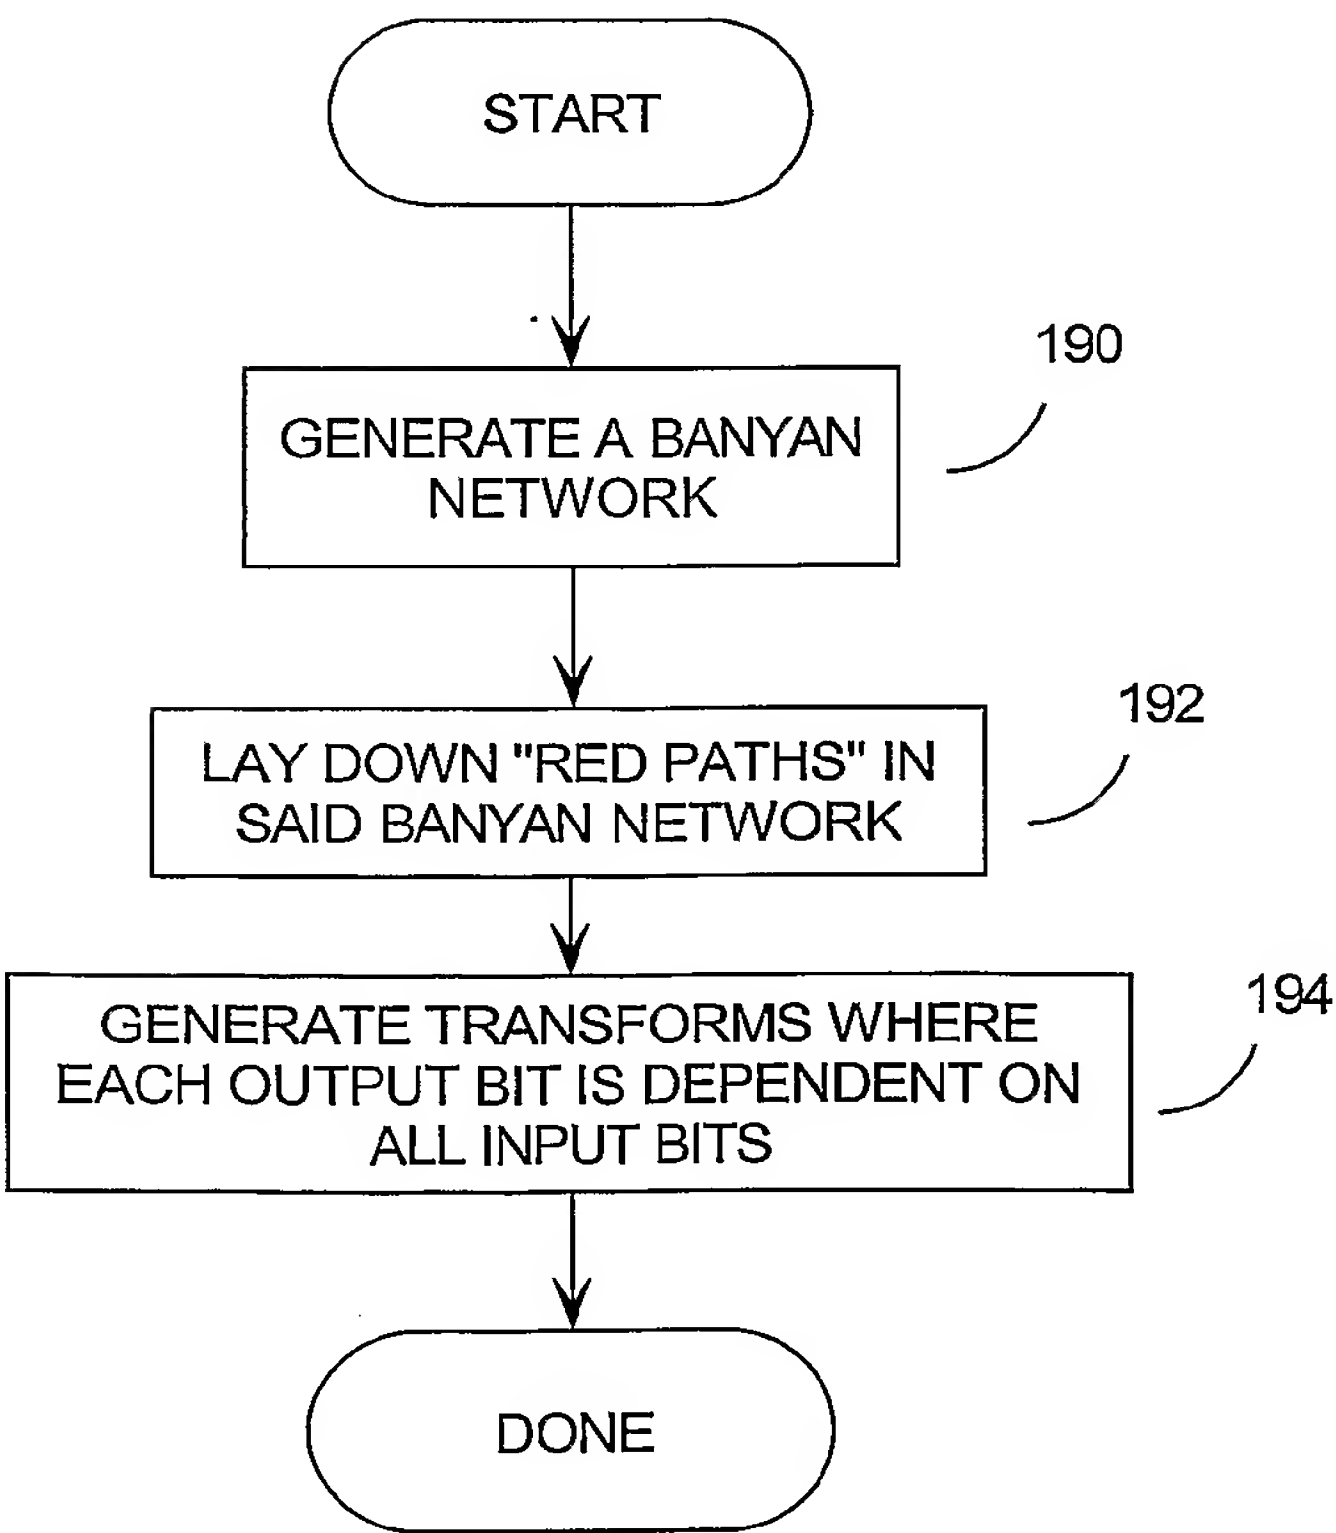 START
190
GENERATE A BANYAN
NETWORK
192
LAY DOWN "RED PATHS" IN
SAID BANYAN NETWORK
194
GENERATE TRANSFORMS WHERE
EACH OUTPUT BIT IS DEPENDENT ON
ALL INPUT BITS
DONE